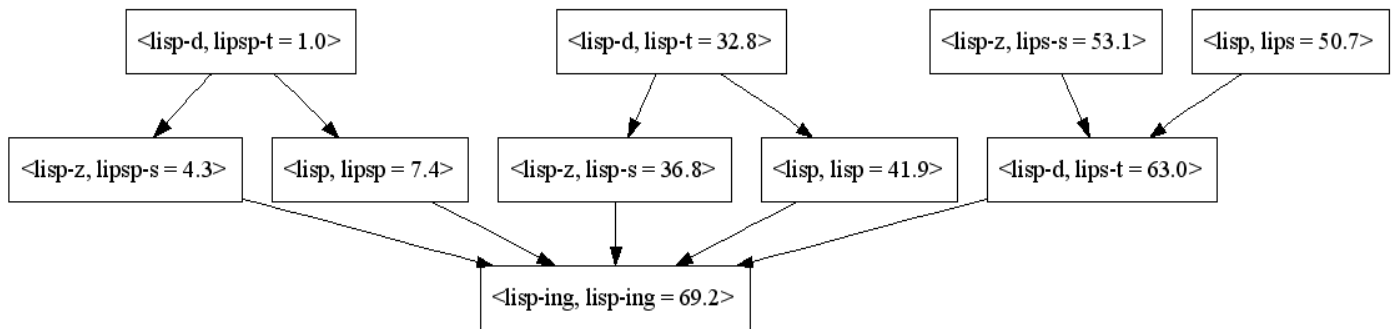 <lisp-d, lipsp-t = 1.0>
<lisp-d, lisp-t = 32.8>
<lisp-z, lips-s = 53.1>
<lisp, lips = 50.7>
<lisp-z, lipsp-s = 4.3>
<lisp, lipsp = 7.4>
<lisp-z, lisp-s = 36.8>
<lisp, lisp = 41.9>
<lisp-d, lips-t = 63.0>
<lisp-ing, lisp-ing = 69.2>